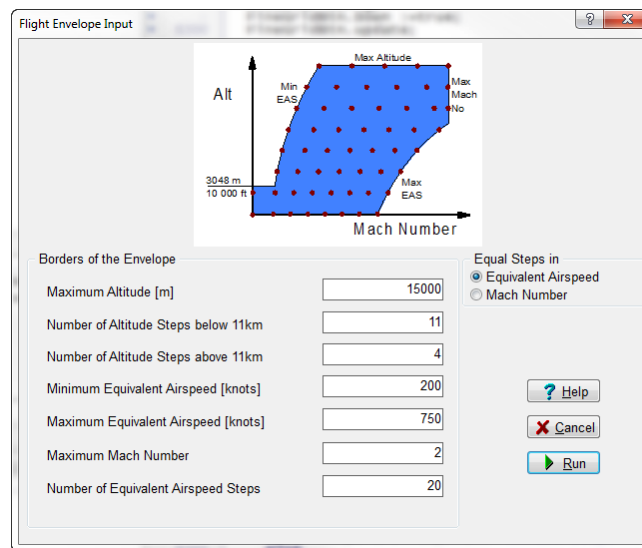 FineGridBtn.update;
Flight Envelope Input
?
X
Max Altitude
Alt
Min
EAS
Max
Mach
No
3048 m
10 000 ft
Max
EAS
Mach Number
Borders of the Envelope
Maximum Altitude [m] 15000
Number of Altitude Steps below 11km 11
Number of Altitude Steps above 11km 4
Minimum Equivalent Airspeed [knots] 200
Maximum Equivalent Airspeed [knots] 750
Maximum Mach Number 2
Number of Equivalent Airspeed Steps 20
Equal Steps in
Equivalent Airspeed
Mach Number
? Help
Cancel
Run